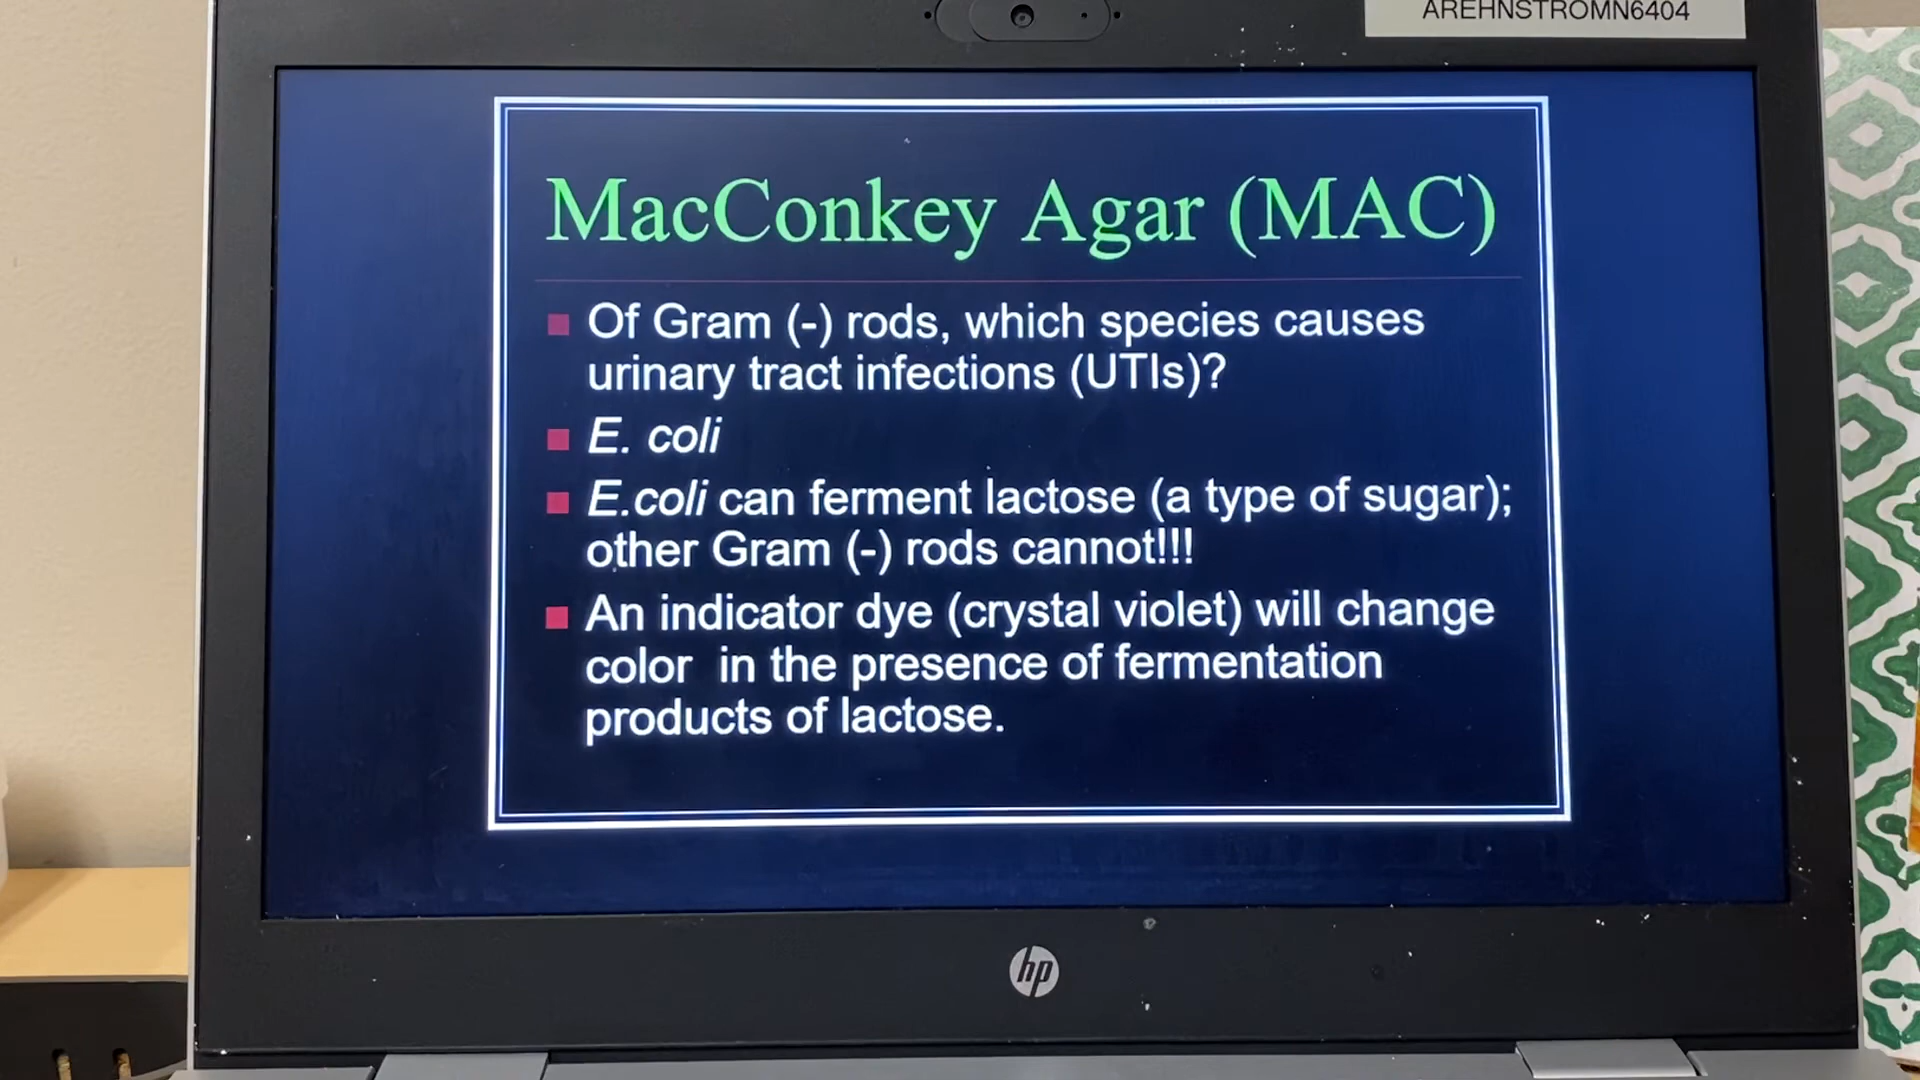 AREHNSTROMN6404
MacConkey Agar (MAC)
Of Gram (-) rods, which species causes
urinary tract infections (UTIs)?
E. coli
E.coli can ferment lactose (a type of sugar);
other Gram (-) rods cannot!!!
An indicator dye (crystal violet) will change
color in the presence of fermentation
products of lactose.
hp